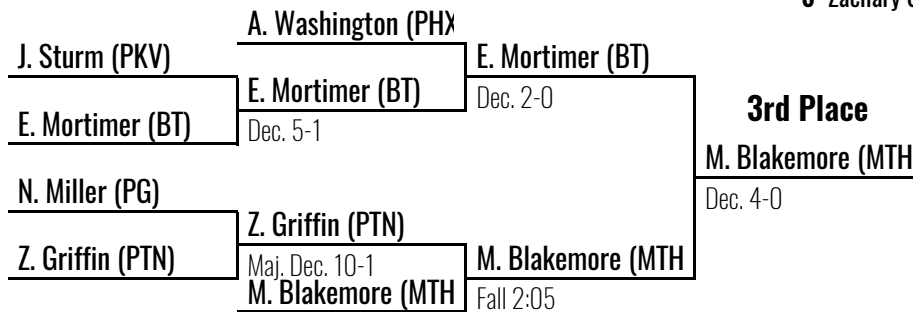 6 Zachary
A. Washington (PHX
J. Sturm (PKV)
E. Mortimer (BT)
E. Mortimer (BT)
Dec. 2-0
3rd Place
E. Mortimer (BT)
Dec. 5-1
M. Blakemore (MTH
N. Miller (PG)
Dec. 4-0
Z. Griffin (PTN)
Z. Griffin (PTN)
Maj. Dec. 10-1
M. Blakemore (MTH
M. Blakemore (MTH
Fall 2:05